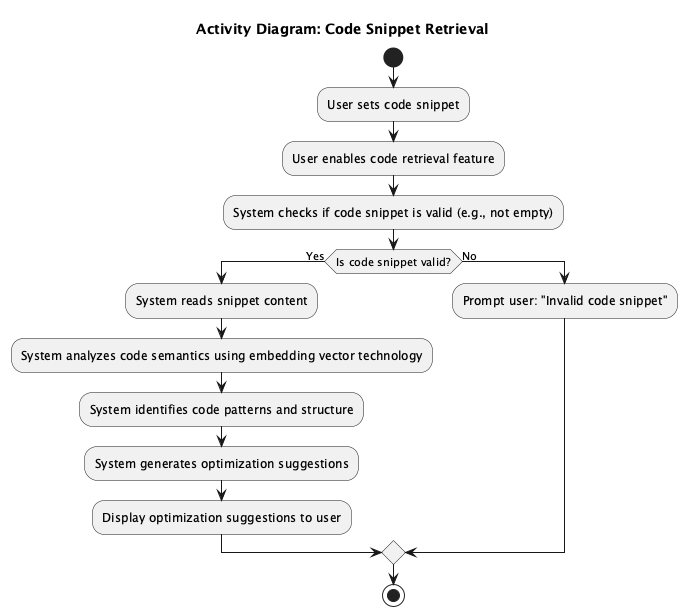 Activity Diagram: Code Snippet Retrieval
User sets code snippet
User enables code retrieval feature
System checks if code snippet is valid (e.g., not empty)
Yes
Is code snippet valid?
No
System reads snippet content
Prompt user: "Invalid code snippet"
System analyzes code semantics using embedding vector technology
System identifies code patterns and structure
System generates optimization suggestions
Display optimization suggestions to user